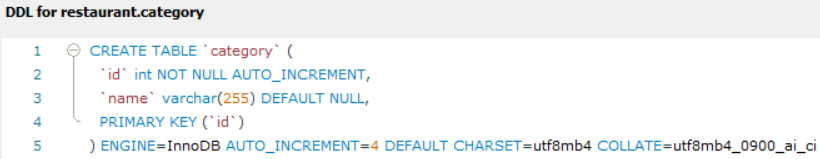 DDL for restaurant.category
1 CREATE TABLE `category` (
2 `id` int NOT NULL AUTO_INCREMENT,
3 `name` varchar(255) DEFAULT NULL,
4 PRIMARY KEY (`id`)
5 ) ENGINE=InnoDB AUTO_INCREMENT=4 DEFAULT CHARSET=utf8mb4 COLLATE=utf8mb4_0900_ai_ci